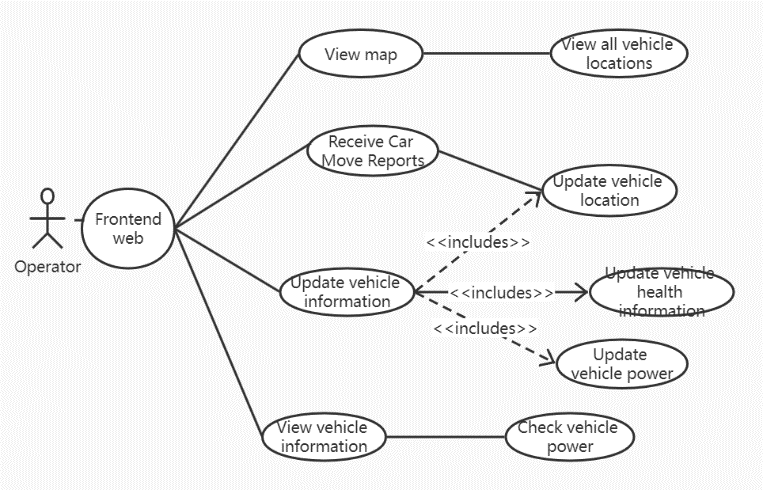 View map
View all vehicle
locations
Receive Car
Move Reports
Update vehicle
location
Frontend
web
Operator
<<includes>>
Update vehicle
information
<<includes>>
Update vehicle
health
information
<<includes>>
Update
vehicle power
View vehicle
information
Check vehicle
power